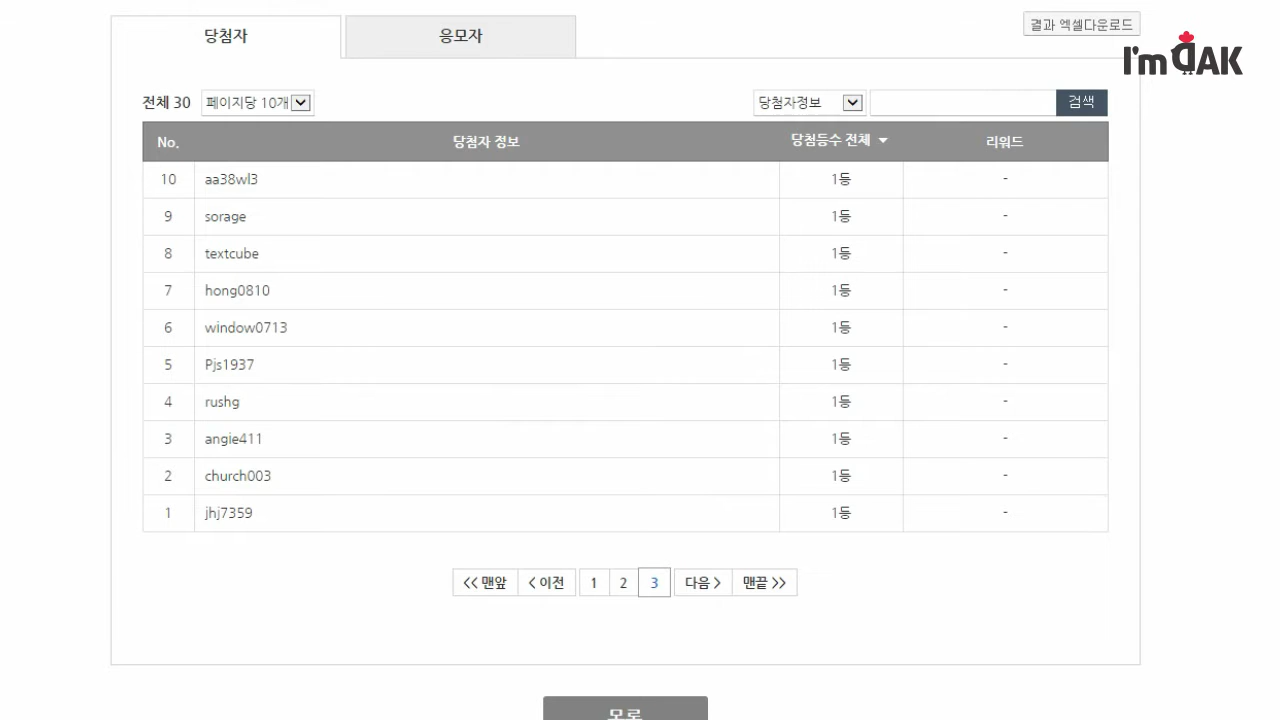 당첨자 응모자 결과 엑셀다운로드
I'm DAK
전체 30 페이지당 10개 당첨자정보 검색
No. 당첨자 정보 당첨등수 전체 리워드
10 aa38wl3 1등 -
9 sorage 1등 -
8 textcube 1등 -
7 hong0810 1등 -
6 window0713 1등 -
5 Pjs1937 1등 -
4 rushg 1등 -
3 angie411 1등 -
2 church003 1등 -
1 jhj7359 1등 -
<< 맨앞 < 이전 1 2 3 다음 > 맨끝 >>
목록